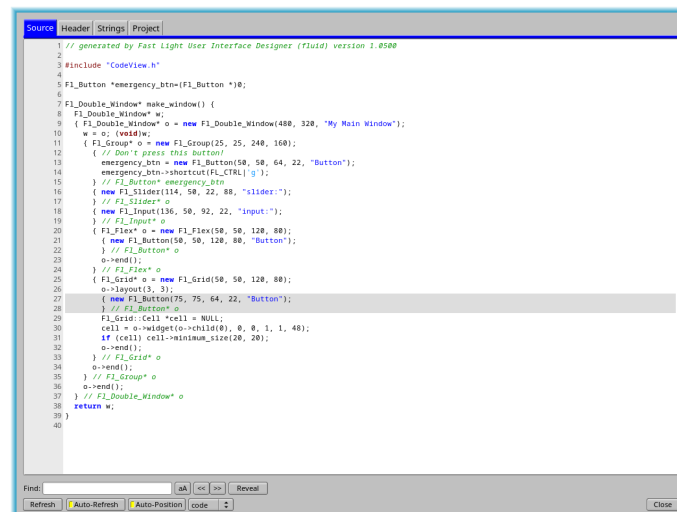 Source Header Strings Project
1 // generated by Fast Light User Interface Designer (fluid) version 1.0500
2
3 #include "CodeView.h"
4
5 Fl_Button *emergency_btn=(Fl_Button *)0;
6
7 Fl_Double_Window* make_window() {
8   Fl_Double_Window* w;
9   { Fl_Double_Window* o = new Fl_Double_Window(480, 320, "My Main Window");
10     w = o; (void)w;
11     { Fl_Group* o = new Fl_Group(25, 25, 240, 160);
12       { // Don't press this button!
13         emergency_btn = new Fl_Button(50, 50, 64, 22, "Button");
14         emergency_btn->shortcut(FL_CTRL|'g');
15       } // Fl_Button* emergency_btn
16       { new Fl_Slider(114, 50, 22, 88, "slider:");
17       } // Fl_Slider* o
18       { new Fl_Input(136, 50, 92, 22, "input:");
19       } // Fl_Input* o
20       { Fl_Flex* o = new Fl_Flex(50, 50, 120, 80);
21         { new Fl_Button(50, 50, 120, 80, "Button");
22         } // Fl_Button* o
23         o->end();
24       } // Fl_Flex* o
25       { Fl_Grid* o = new Fl_Grid(50, 50, 120, 80);
26         o->layout(3, 3);
27         { new Fl_Button(75, 75, 64, 22, "Button");
28         } // Fl_Button* o
29         Fl_Grid::Cell *cell = NULL;
30         cell = o->widget(o->child(0), 0, 0, 1, 1, 48);
31         if (cell) cell->minimum_size(20, 20);
32         o->end();
33       } // Fl_Grid* o
34       o->end();
35     } // Fl_Group* o
36     o->end();
37   } // Fl_Double_Window* o
38   return w;
39 }
40
Find: aA << >> Reveal
Refresh Auto-Refresh Auto-Position code Close